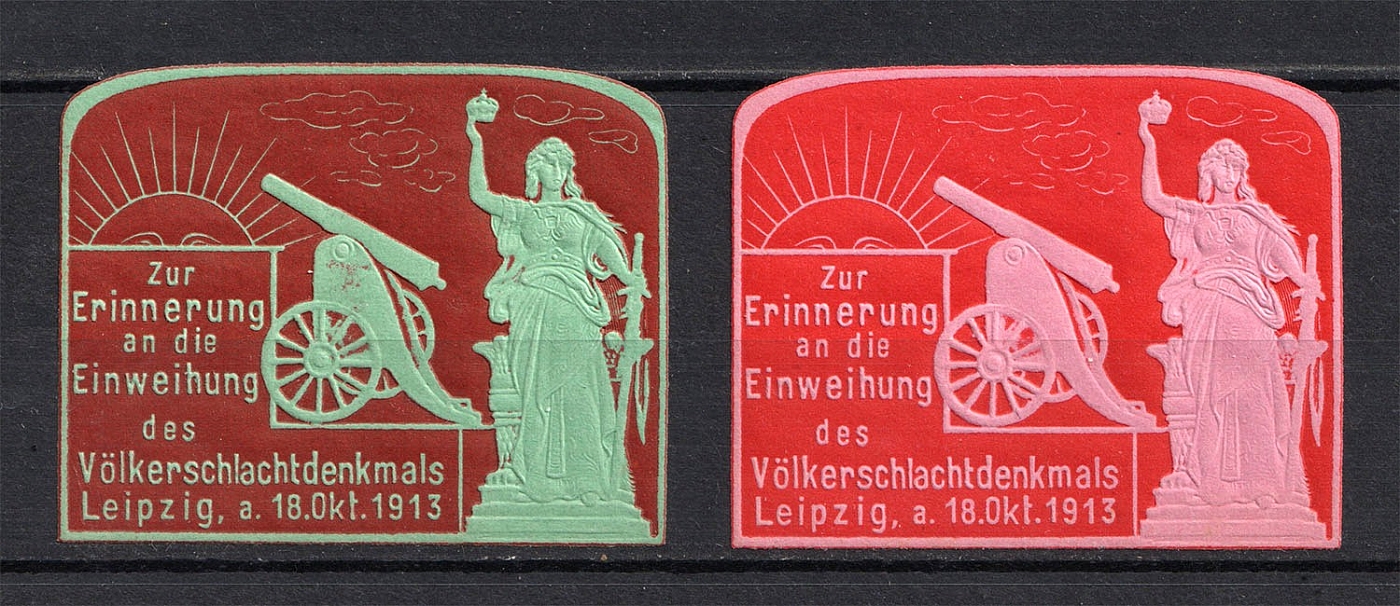 Zur
Erinnerung
an die
Einweihung
des
Völkerschlachtdenkmals
Leipzig, a. 18.Okt.1913
Zur
Erinnerung
an die
Einweihung
des
Völkerschlachtdenkmals
Leipzig, a. 18.Okt.1913